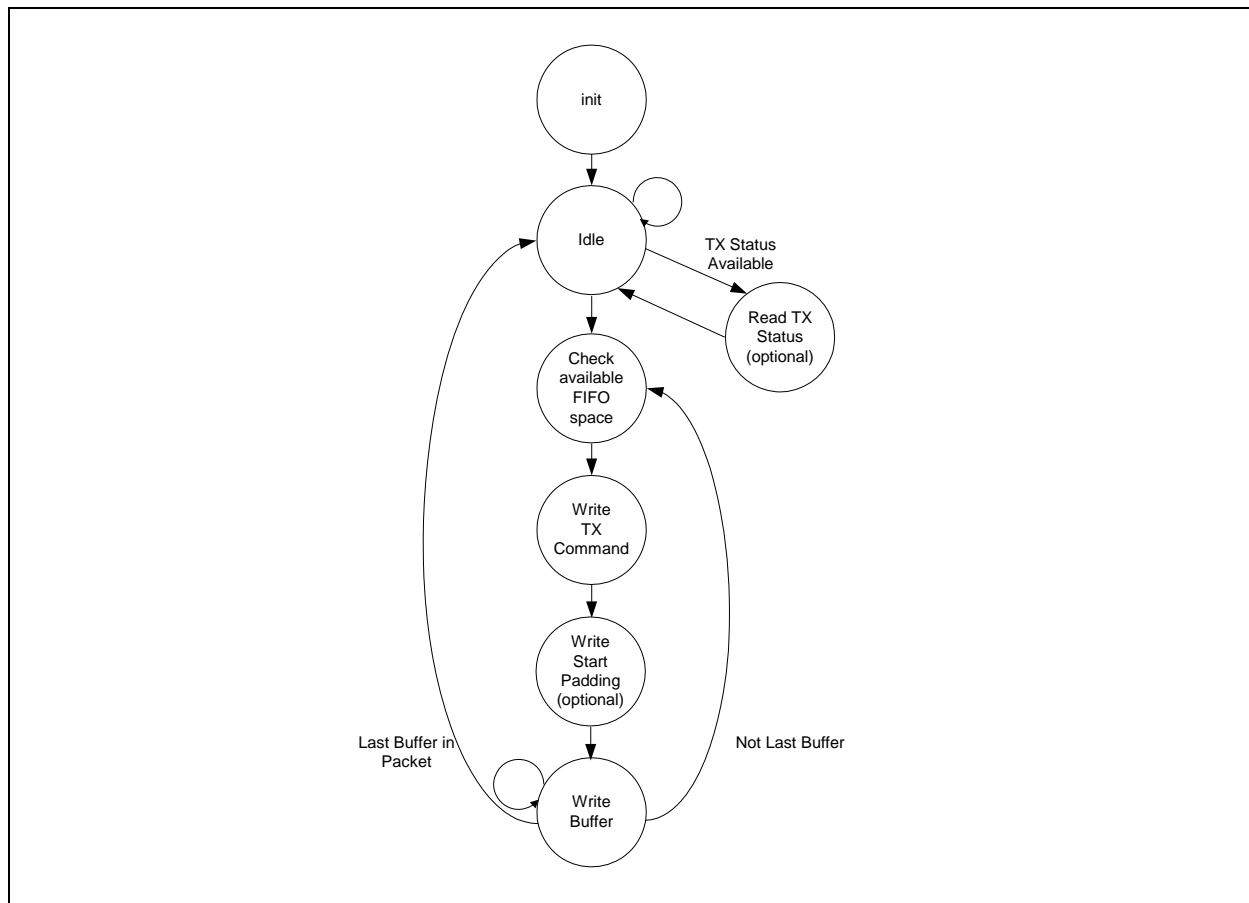 init
Idle
TX Status
Available
Read TX
Status
(optional)
Check
available
FIFO
space
Write
TX
Command
Write
Start
Padding
(optional)
Last Buffer in
Packet
Not Last Buffer
Write
Buffer